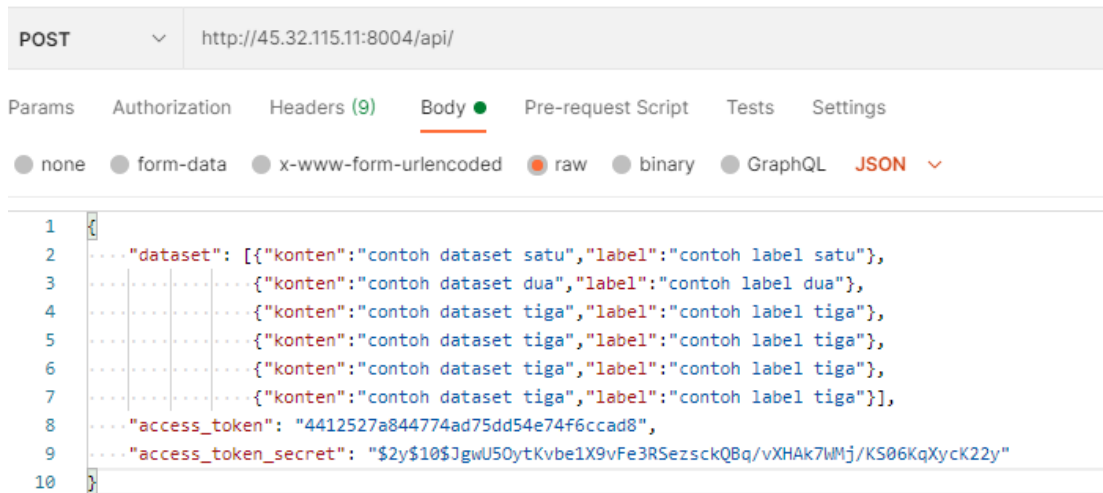 POST http://45.32.115.11:8004/api/
Params Authorization Headers (9) Body Pre-request Script Tests Settings
none form-data x-www-form-urlencoded raw binary GraphQL JSON
1 {
2 "dataset": [{"konten":"contoh dataset satu","label":"contoh label satu"},
3 {"konten":"contoh dataset dua","label":"contoh label dua"},
4 {"konten":"contoh dataset tiga","label":"contoh label tiga"},
5 {"konten":"contoh dataset tiga","label":"contoh label tiga"},
6 {"konten":"contoh dataset tiga","label":"contoh label tiga"},
7 {"konten":"contoh dataset tiga","label":"contoh label tiga"}],
8 "access_token": "4412527a844774ad75dd54e74f6ccad8",
9 "access_token_secret": "$2y$10$JgwU5OytKvbe1X9vFe3RSezsckQBq/vXHAk7WMj/KS06KqXycK22y"
10 }